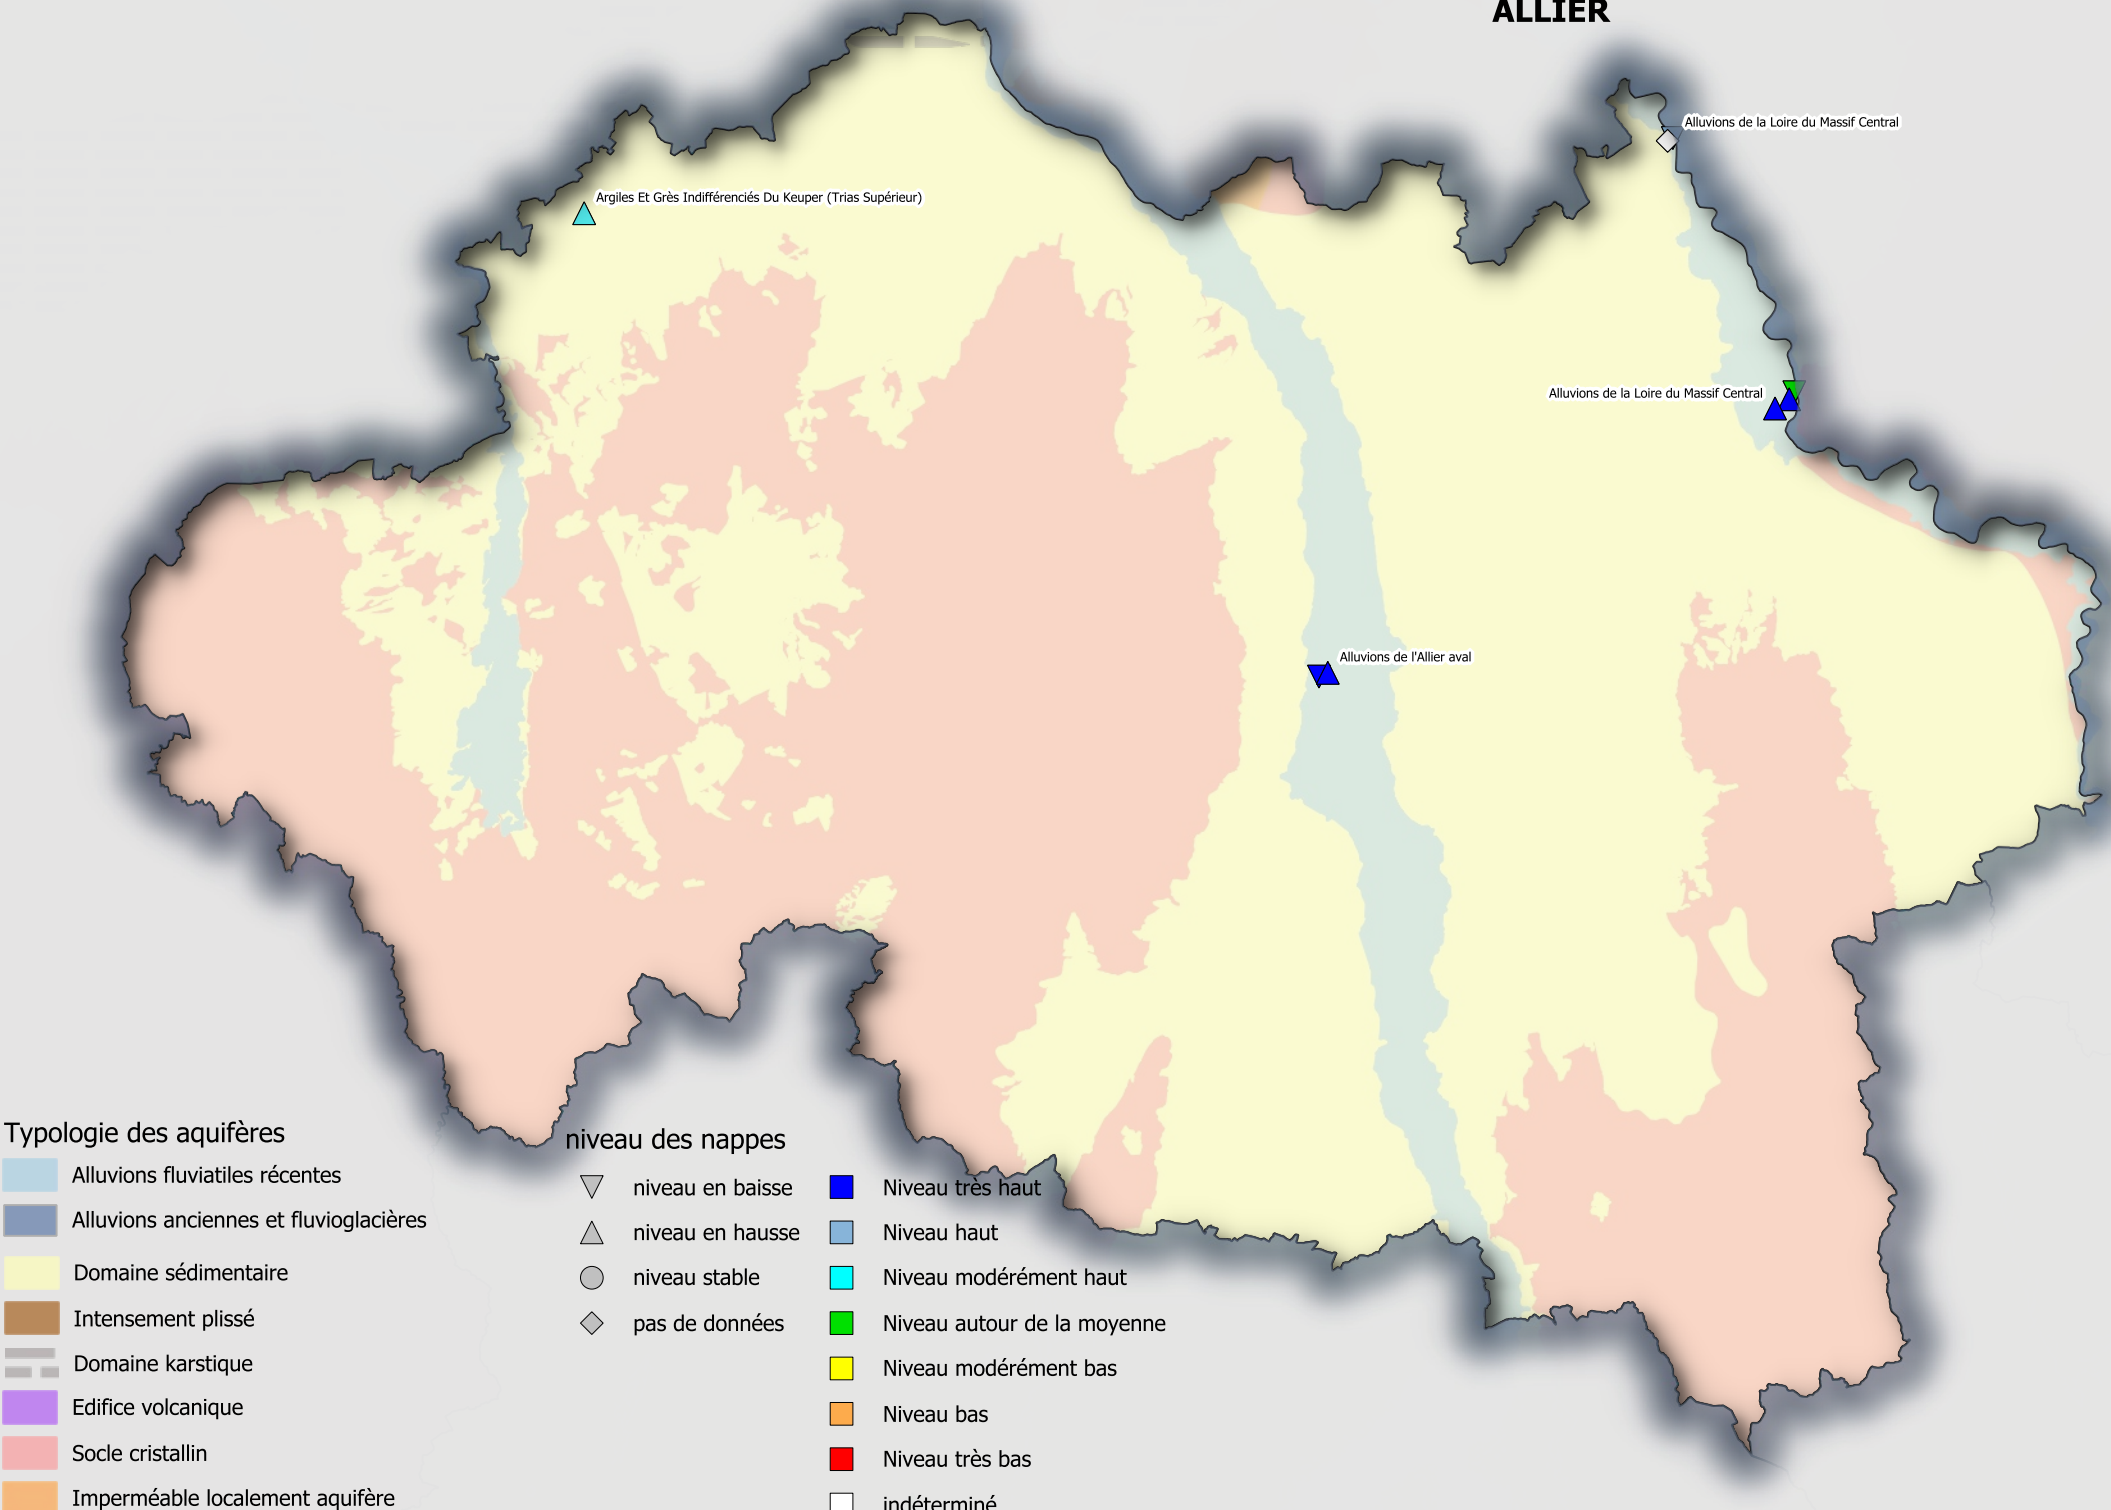 ALLIER
Alluvions de la Loire du Massif Central
Argiles Et Grès Indifférenciés Du Keuper (Trias Supérieur)
Alluvions de la Loire du Massif Central
Alluvions de l'Allier aval
Typologie des aquifères
Alluvions fluviatiles récentes
Alluvions anciennes et fluvioglacières
Domaine sédimentaire
Intensement plissé
Domaine karstique
Edifice volcanique
Socle cristallin
Imperméable localement aquifère
niveau des nappes
niveau en baisse
niveau en hausse
niveau stable
pas de données
Niveau très haut
Niveau haut
Niveau modérément haut
Niveau autour de la moyenne
Niveau modérément bas
Niveau bas
Niveau très bas
indéterminé